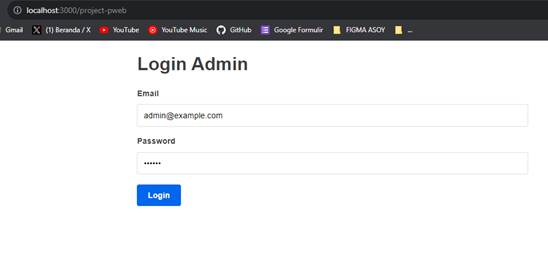 localhost:3000/project-pweb
Gmail (1) Beranda / X YouTube YouTube Music GitHub Google Formulir FIGMA ASOY ...
Login Admin
Email
admin@example.com
Password
••••••
Login